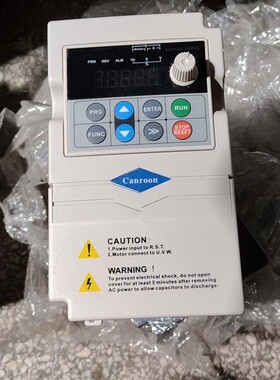 FWD REV ALM Hz A V
PRG ENTER RUN
FUNC >> STOP RESET
Canroon
CAUTION :
1.Power input to R.S.T.
2.Motor connect to U.V.W.
WARNING !
To prevent electrical shock, do not open
cover for at least 5 minutes after removing
AC power to allow capacitors to discharge.